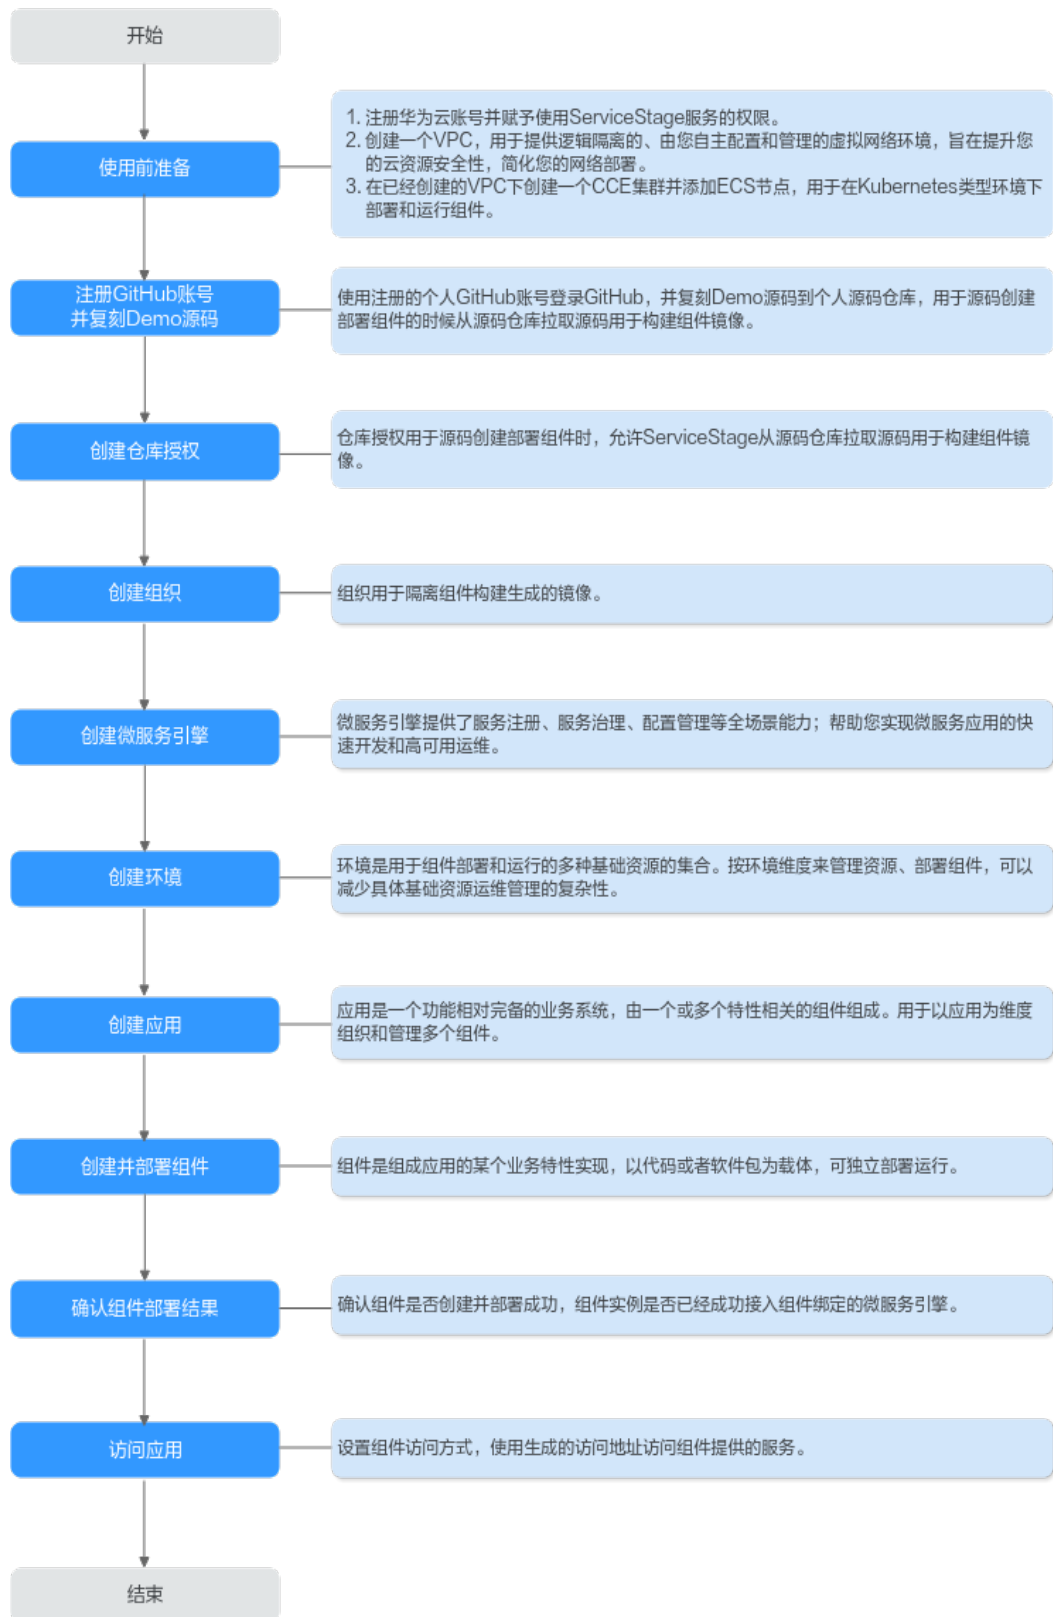 开始
使用前准备
1. 注册华为云账号并赋予使用ServiceStage服务的权限。
2. 创建一个VPC，用于提供逻辑隔离的、由您自主配置和管理的虚拟网络环境，旨在提升您
的云资源安全性，简化您的网络部署。
3. 在已经创建的VPC下创建一个CCE集群并添加ECS节点，用于在Kubernetes类型环境下
部署和运行组件。
注册GitHub账号
并复刻Demo源码
使用注册的个人GitHub账号登录GitHub，并复刻Demo源码到个人源码仓库，用于源码创建
部署组件的时候从源码仓库拉取源码用于构建组件镜像。
创建仓库授权
仓库授权用于源码创建部署组件时，允许ServiceStage从源码仓库拉取源码用于构建组件镜
像。
创建组织
组织用于隔离组件构建生成的镜像。
创建微服务引擎
微服务引擎提供了服务注册、服务治理、配置管理等全场景能力；帮助您实现微服务应用的快
速开发和高可用运维。
创建环境
环境是用于组件部署和运行的多种基础资源的集合。按环境维度来管理资源、部署组件，可以
减少具体基础资源运维管理的复杂性。
创建应用
应用是一个功能相对完备的业务系统，由一个或多个特性相关的组件组成。用于以应用为维度
组织和管理多个组件。
创建并部署组件
组件是组成应用的某个业务特性实现，以代码或者软件包为载体，可独立部署运行。
确认组件部署结果
确认组件是否创建并部署成功，组件实例是否已经成功接入组件绑定的微服务引擎。
访问应用
设置组件访问方式，使用生成的访问地址访问组件提供的服务。
结束